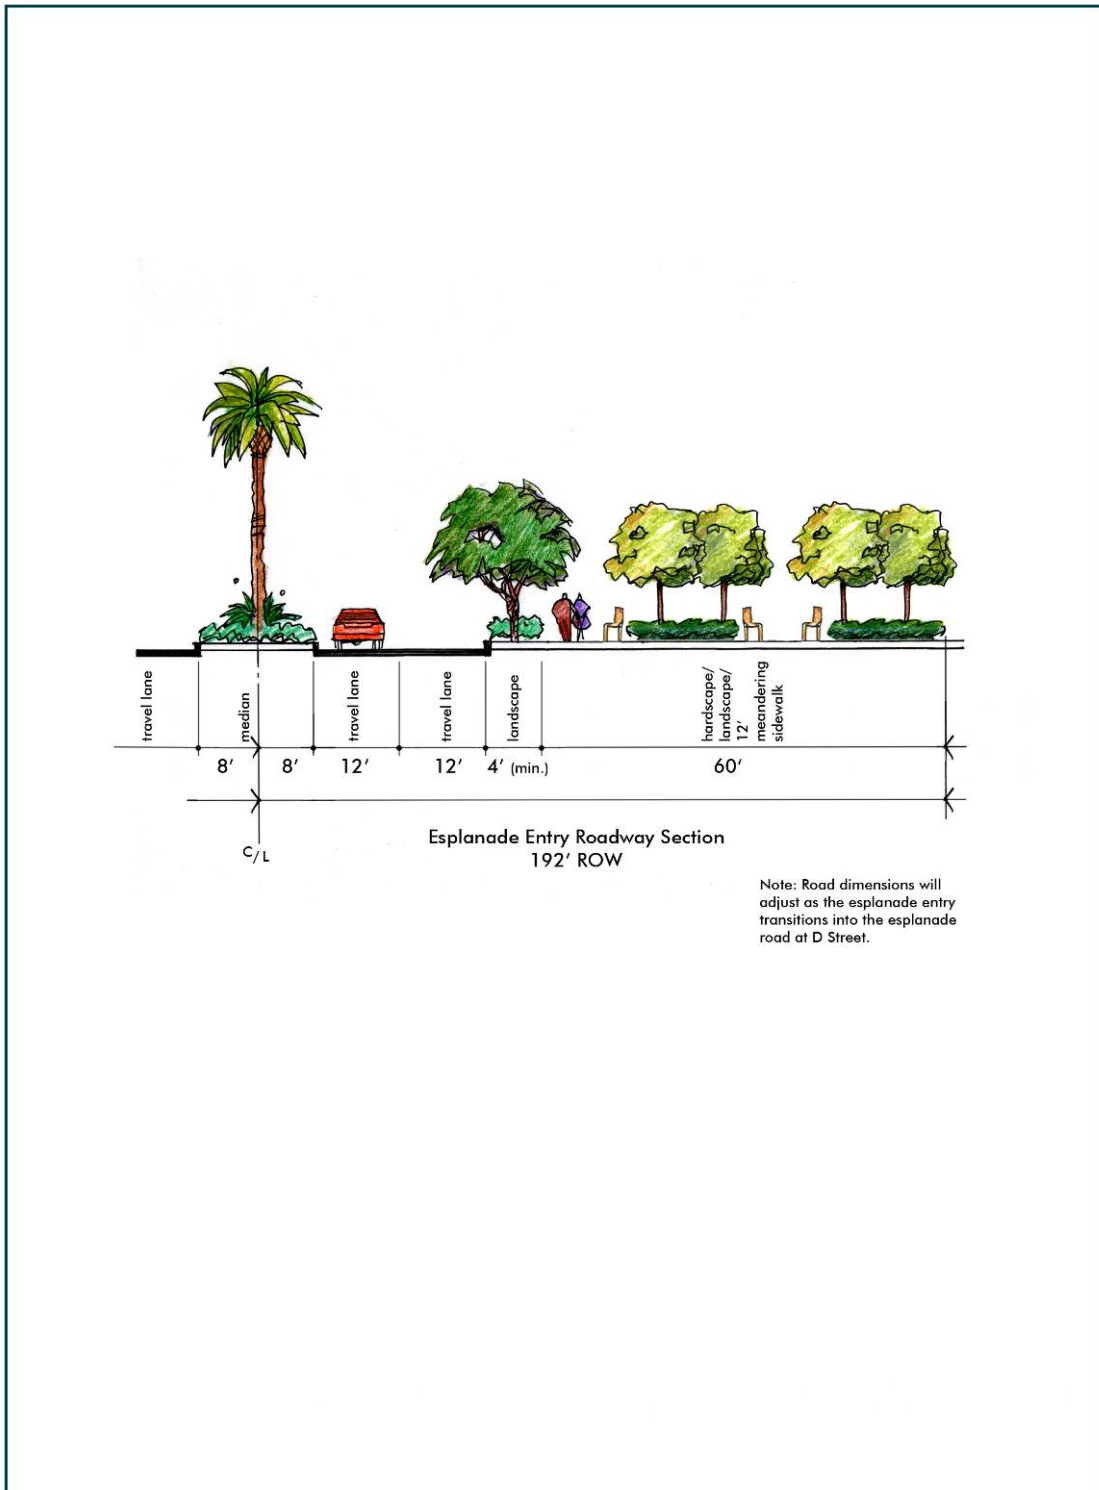 travel lane
median
travel lane
travel lane
landscape
hardscape/
landscape/
12'
meandering
sidewalk
8' 8' 12' 12' 4' (min.) 60'
C/L
Esplanade Entry Roadway Section
192' ROW
Note: Road dimensions will
adjust as the esplanade entry
transitions into the esplanade
road at D Street.